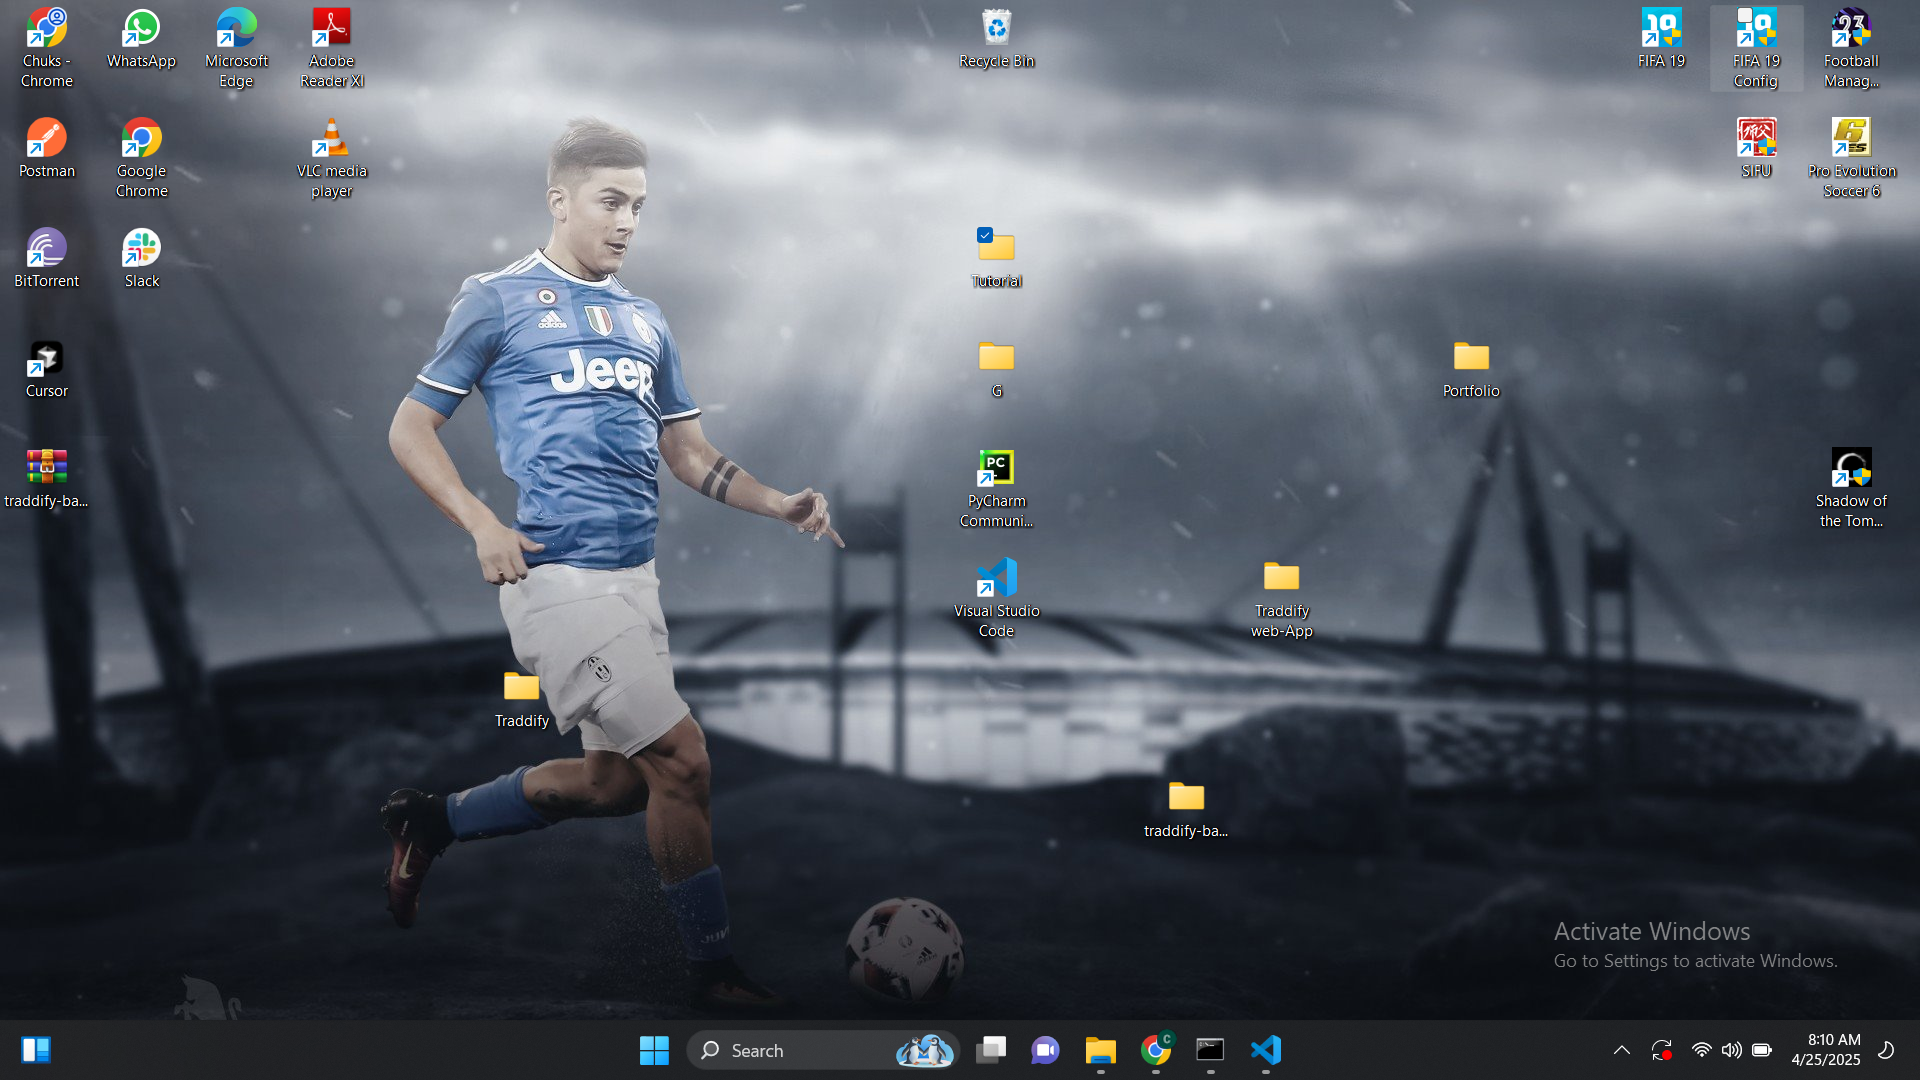 Chuks -
Chrome
WhatsApp
Microsoft
Edge
Adobe
Reader XI
Recycle Bin
FIFA 19
FIFA 19
Config
Football
Manag...
Postman
Google
Chrome
VLC media
player
SIFU
Pro Evolution
Soccer 6
BitTorrent
Slack
Tutorial
adidas
Jeep
Cursor
G
Portfolio
traddify-ba...
PC
PyCharm
Communi...
Shadow of
the Tom...
Visual Studio
Code
Traddify
web-App
Traddify
traddify-ba...
Activate Windows
Go to Settings to activate Windows.
Search
8:10 AM
4/25/2025